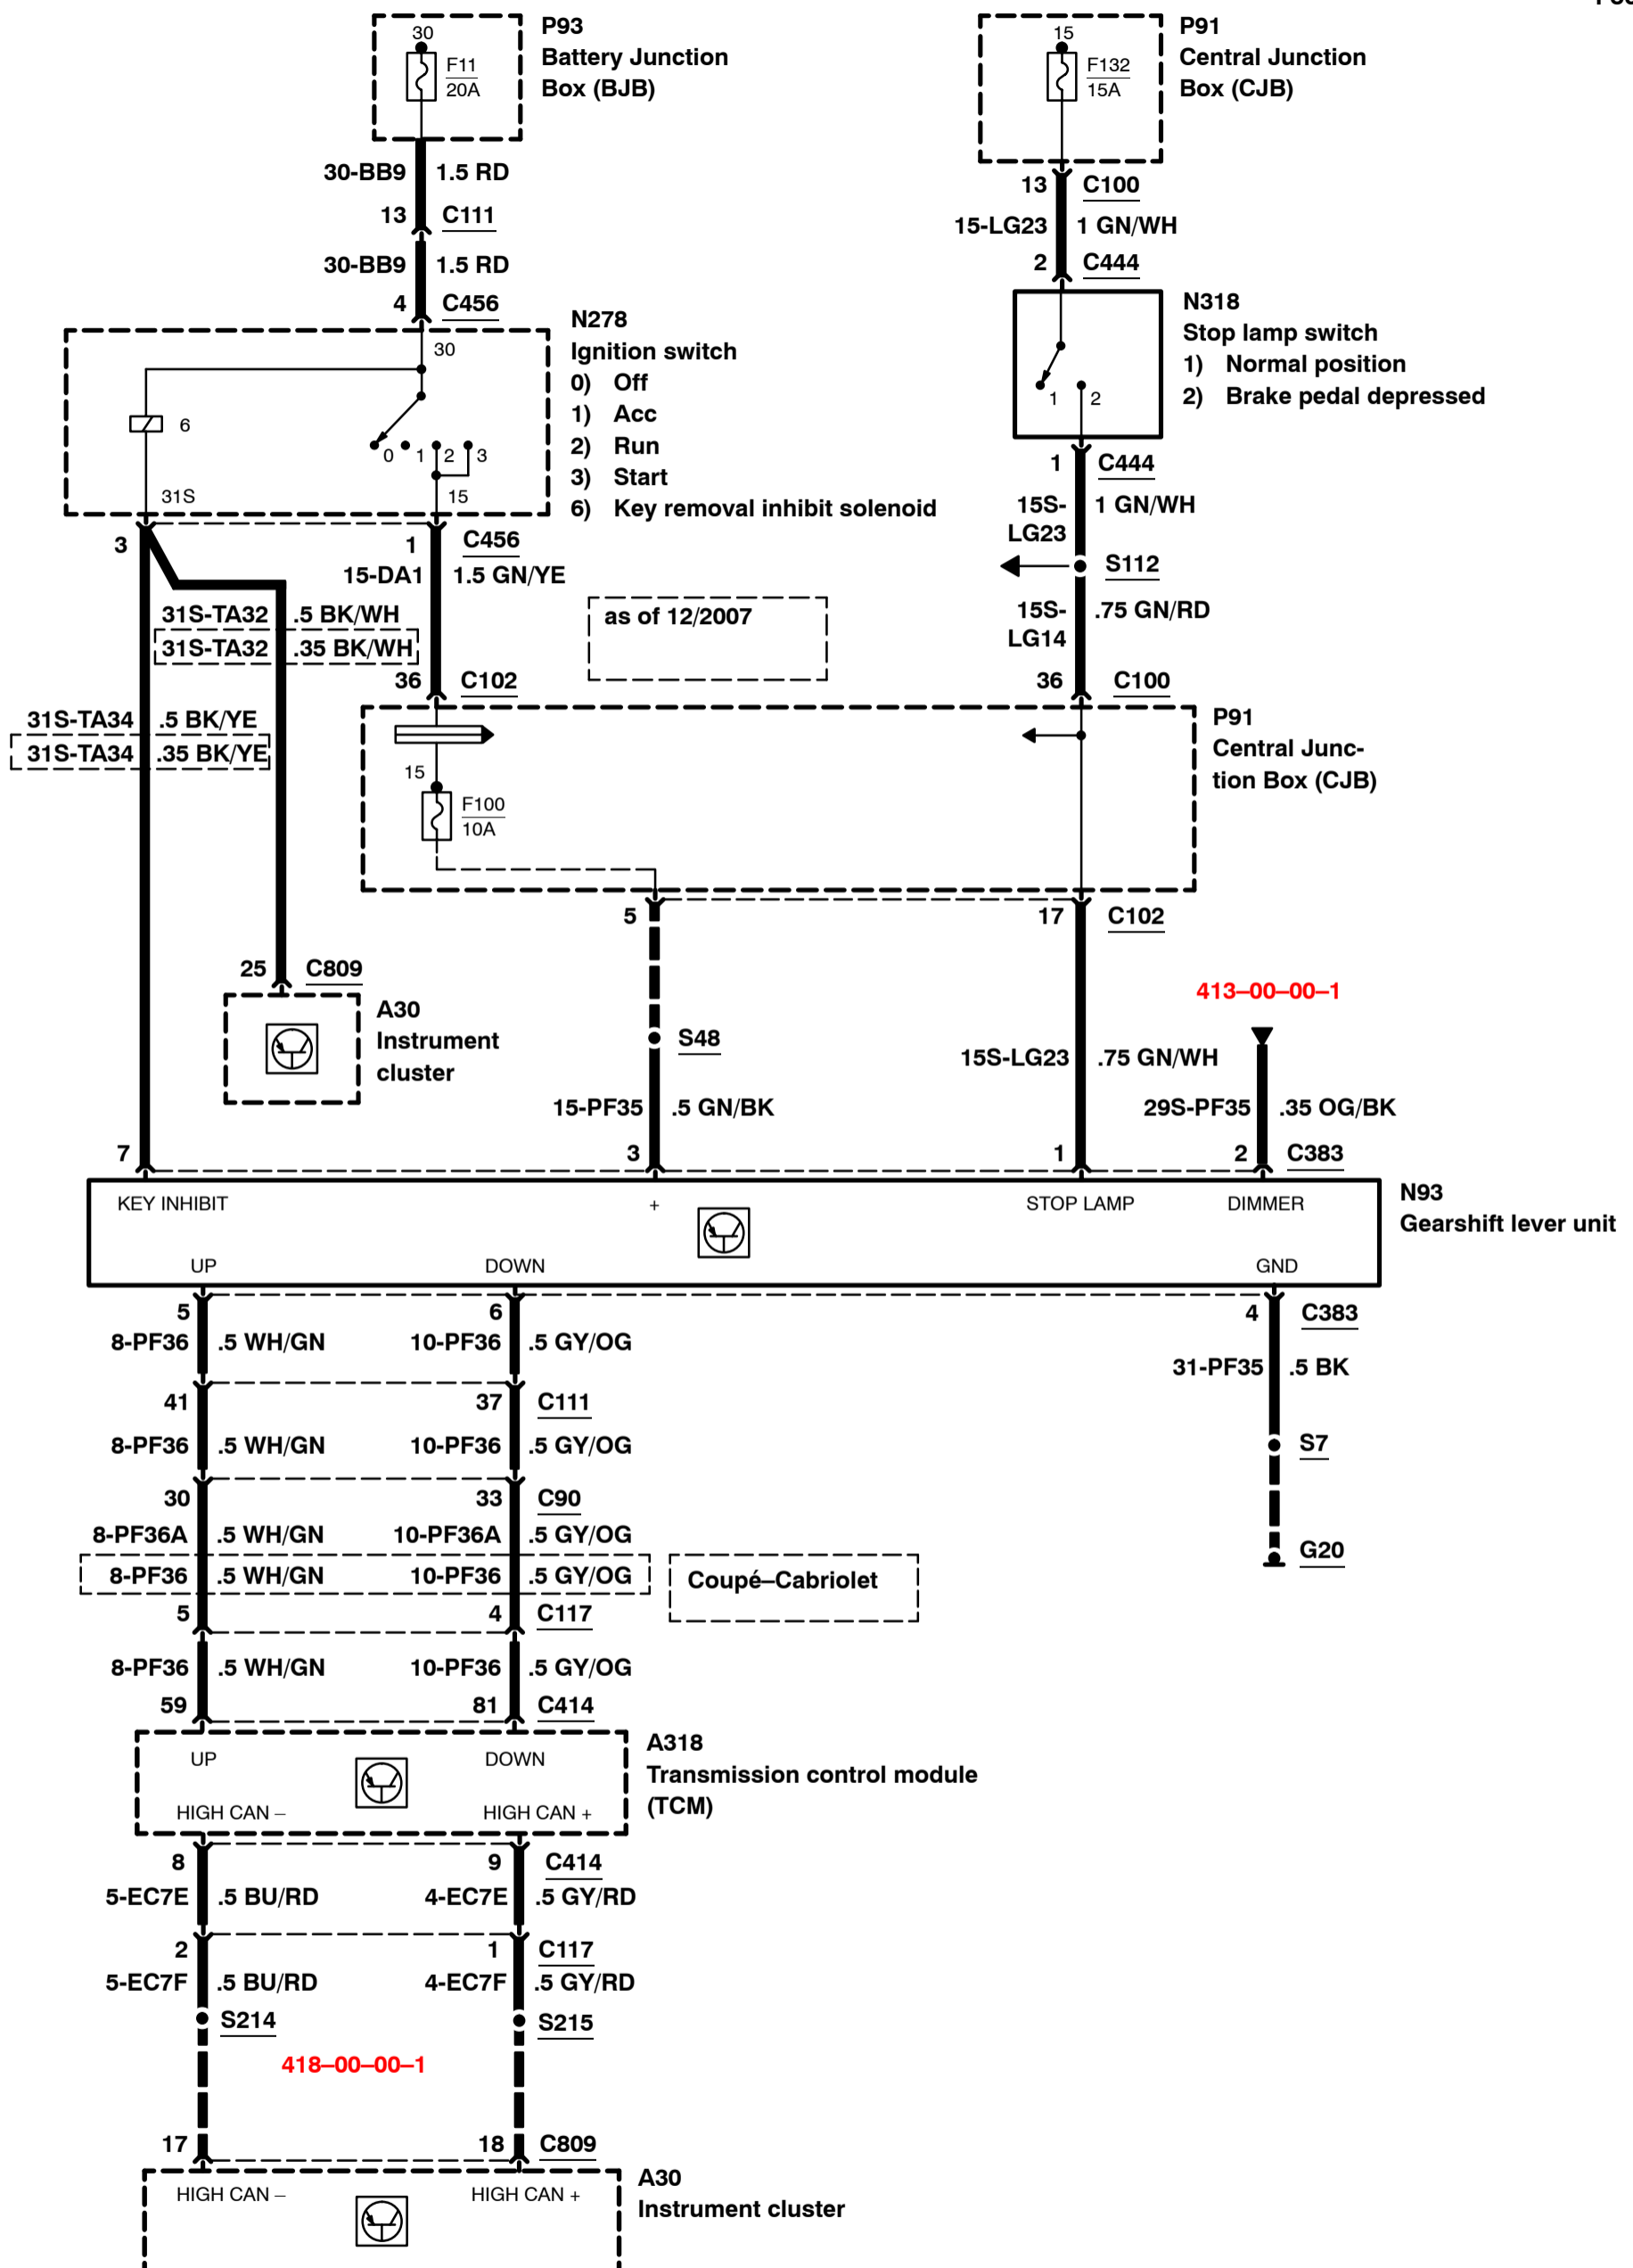 30
F11
20A
P93
Battery Junction
Box (BJB)
15
F132
15A
P91
Central Junction
Box (CJB)
30-BB9 1.5 RD
13 C111
30-BB9 1.5 RD
4 C456
13 C100
15-LG23 1 GN/WH
2 C444
30
6
0 1 2 3
31S
15
N278
Ignition switch
0) Off
1) Acc
2) Run
3) Start
6) Key removal inhibit solenoid
1 2
N318
Stop lamp switch
1) Normal position
2) Brake pedal depressed
3
1 C456
15-DA1 1.5 GN/YE
31S-TA32 .5 BK/WH
31S-TA32 .35 BK/WH
36 C102
31S-TA34 .5 BK/YE
31S-TA34 .35 BK/YE
as of 12/2007
1 C444
15S-
LG23
1 GN/WH
S112
15S-
LG14
.75 GN/RD
36 C100
15
F100
10A
P91
Central Junc-
tion Box (CJB)
5
17 C102
25 C809
A30
Instrument
cluster
S48
15-PF35 .5 GN/BK
15S-LG23 .75 GN/WH
413–00–00–1
29S-PF35 .35 OG/BK
7
3
1
2 C383
KEY INHIBIT
+
STOP LAMP
DIMMER
UP
DOWN
GND
N93
Gearshift lever unit
5
6
4 C383
8-PF36 .5 WH/GN
10-PF36 .5 GY/OG
31-PF35 .5 BK
41
37 C111
8-PF36 .5 WH/GN
10-PF36 .5 GY/OG
S7
30
33 C90
8-PF36A .5 WH/GN
10-PF36A .5 GY/OG
G20
8-PF36 .5 WH/GN
10-PF36 .5 GY/OG
Coupé–Cabriolet
5
4 C117
8-PF36 .5 WH/GN
10-PF36 .5 GY/OG
59
81 C414
UP
DOWN
HIGH CAN –
HIGH CAN +
A318
Transmission control module
(TCM)
8
9 C414
5-EC7E .5 BU/RD
4-EC7E .5 GY/RD
2
1 C117
5-EC7F .5 BU/RD
4-EC7F .5 GY/RD
S214
S215
418–00–00–1
17
18 C809
HIGH CAN –
HIGH CAN +
A30
Instrument cluster